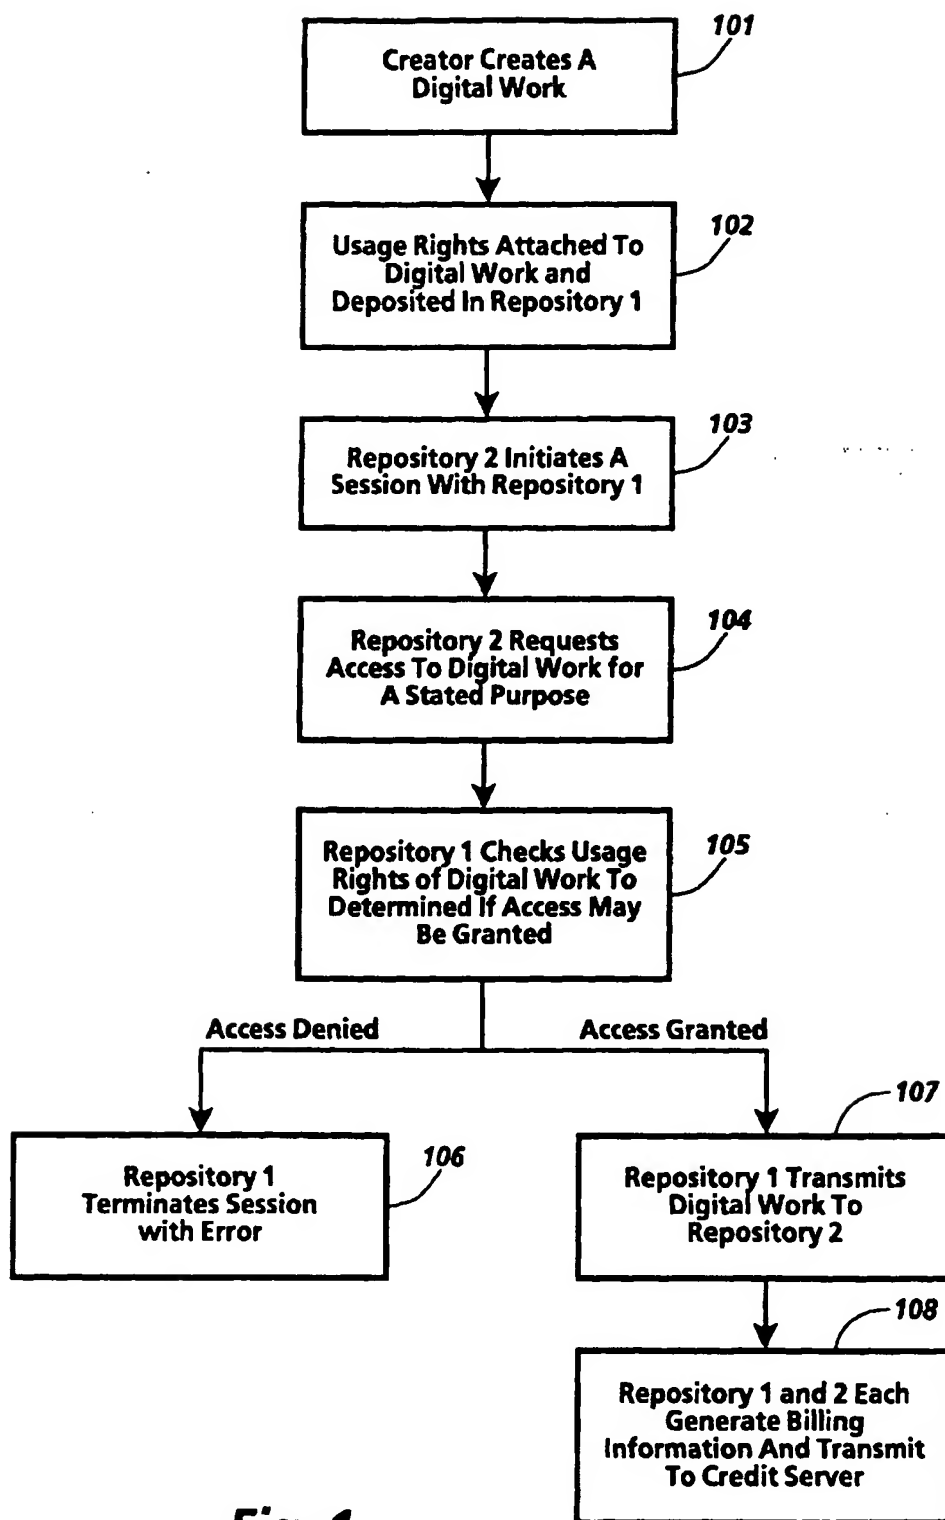 101
Creator Creates A
Digital Work
102
Usage Rights Attached To
Digital Work and
Deposited In Repository 1
103
Repository 2 Initiates A
Session With Repository 1
104
Repository 2 Requests
Access To Digital Work for
A Stated Purpose
105
Repository 1 Checks Usage
Rights of Digital Work To
Determined If Access May
Be Granted
Access Denied
Access Granted
106
Repository 1
Terminates Session
with Error
107
Repository 1 Transmits
Digital Work To
Repository 2
108
Repository 1 and 2 Each
Generate Billing
Information And Transmit
To Credit Server